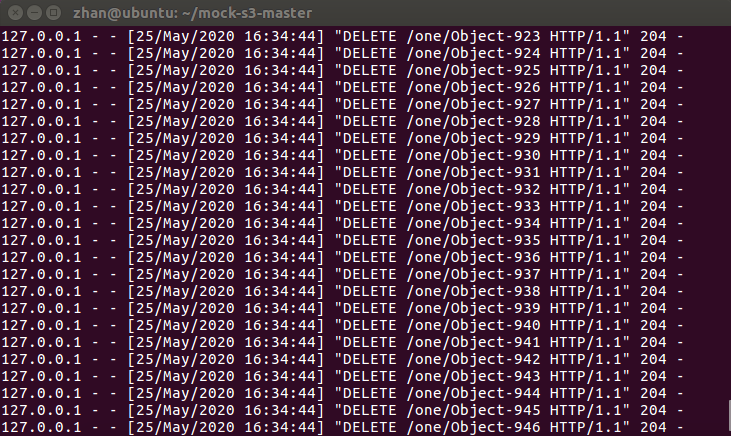 zhan@ubuntu: ~/mock-s3-master
127.0.0.1 - - [25/May/2020 16:34:44] "DELETE /one/Object-923 HTTP/1.1" 204 -
127.0.0.1 - - [25/May/2020 16:34:44] "DELETE /one/Object-924 HTTP/1.1" 204 -
127.0.0.1 - - [25/May/2020 16:34:44] "DELETE /one/Object-925 HTTP/1.1" 204 -
127.0.0.1 - - [25/May/2020 16:34:44] "DELETE /one/Object-926 HTTP/1.1" 204 -
127.0.0.1 - - [25/May/2020 16:34:44] "DELETE /one/Object-927 HTTP/1.1" 204 -
127.0.0.1 - - [25/May/2020 16:34:44] "DELETE /one/Object-928 HTTP/1.1" 204 -
127.0.0.1 - - [25/May/2020 16:34:44] "DELETE /one/Object-929 HTTP/1.1" 204 -
127.0.0.1 - - [25/May/2020 16:34:44] "DELETE /one/Object-930 HTTP/1.1" 204 -
127.0.0.1 - - [25/May/2020 16:34:44] "DELETE /one/Object-931 HTTP/1.1" 204 -
127.0.0.1 - - [25/May/2020 16:34:44] "DELETE /one/Object-932 HTTP/1.1" 204 -
127.0.0.1 - - [25/May/2020 16:34:44] "DELETE /one/Object-933 HTTP/1.1" 204 -
127.0.0.1 - - [25/May/2020 16:34:44] "DELETE /one/Object-934 HTTP/1.1" 204 -
127.0.0.1 - - [25/May/2020 16:34:44] "DELETE /one/Object-935 HTTP/1.1" 204 -
127.0.0.1 - - [25/May/2020 16:34:44] "DELETE /one/Object-936 HTTP/1.1" 204 -
127.0.0.1 - - [25/May/2020 16:34:44] "DELETE /one/Object-937 HTTP/1.1" 204 -
127.0.0.1 - - [25/May/2020 16:34:44] "DELETE /one/Object-938 HTTP/1.1" 204 -
127.0.0.1 - - [25/May/2020 16:34:44] "DELETE /one/Object-939 HTTP/1.1" 204 -
127.0.0.1 - - [25/May/2020 16:34:44] "DELETE /one/Object-940 HTTP/1.1" 204 -
127.0.0.1 - - [25/May/2020 16:34:44] "DELETE /one/Object-941 HTTP/1.1" 204 -
127.0.0.1 - - [25/May/2020 16:34:44] "DELETE /one/Object-942 HTTP/1.1" 204 -
127.0.0.1 - - [25/May/2020 16:34:44] "DELETE /one/Object-943 HTTP/1.1" 204 -
127.0.0.1 - - [25/May/2020 16:34:44] "DELETE /one/Object-944 HTTP/1.1" 204 -
127.0.0.1 - - [25/May/2020 16:34:44] "DELETE /one/Object-945 HTTP/1.1" 204 -
127.0.0.1 - - [25/May/2020 16:34:44] "DELETE /one/Object-946 HTTP/1.1" 204 -